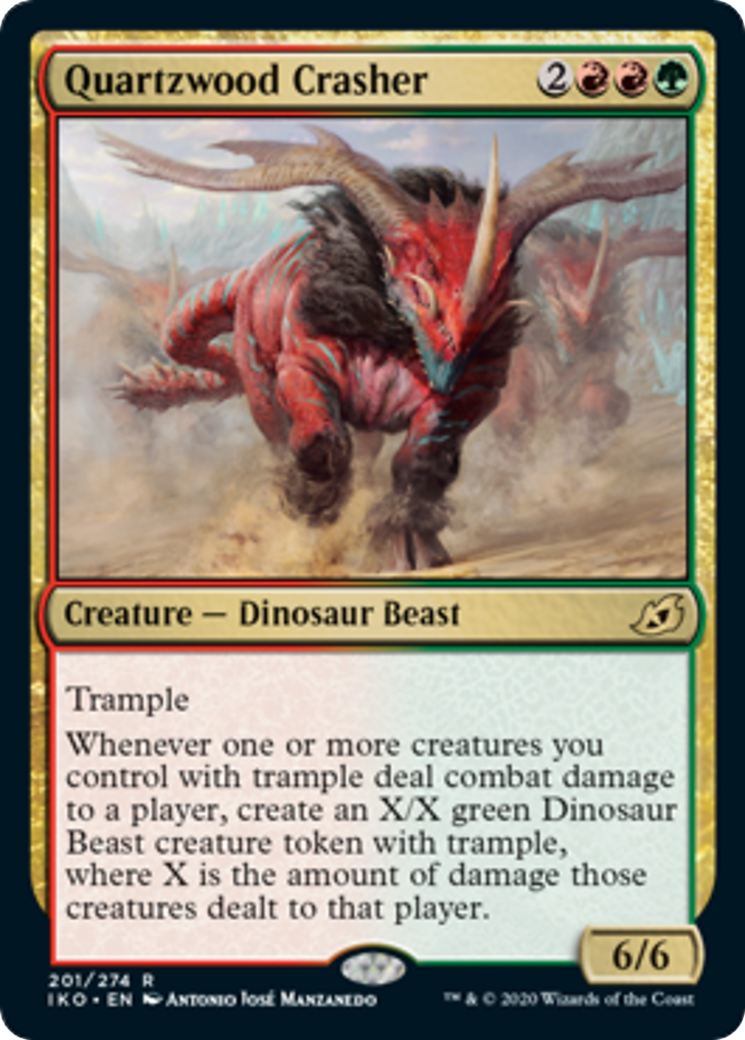 Quartzwood Crasher 2
Creature — Dinosaur Beast
Trample
Whenever one or more creatures you
control with trample deal combat damage
to a player, create an X/X green Dinosaur
Beast creature token with trample,
where X is the amount of damage those
creatures dealt to that player.
6/6
201/274 R
IKO • EN Antonio José Manzanedo
™ & © 2020 Wizards of the Coast